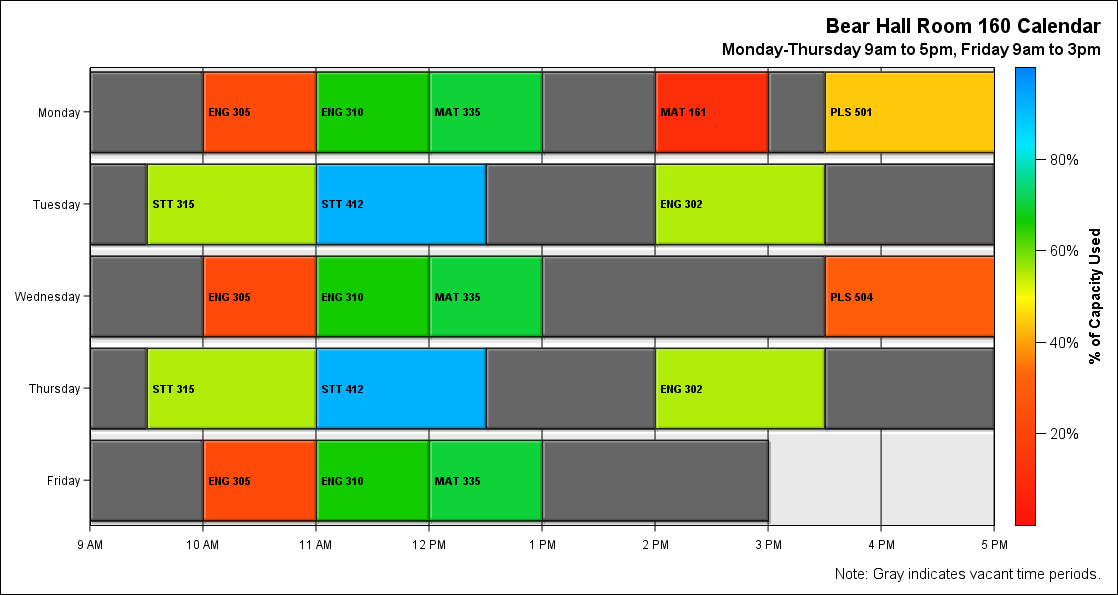 Bear Hall Room 160 Calendar
Monday-Thursday 9am to 5pm, Friday 9am to 3pm
Monday
ENG 305
ENG 310
MAT 335
MAT 161
PLS 501
Tuesday
STT 315
STT 412
ENG 302
Wednesday
ENG 305
ENG 310
MAT 335
PLS 504
Thursday
STT 315
STT 412
ENG 302
Friday
ENG 305
ENG 310
MAT 335
9 AM
10 AM
11 AM
12 PM
1 PM
2 PM
3 PM
4 PM
5 PM
80%
60%
40%
20%
% of Capacity Used
Note: Gray indicates vacant time periods.